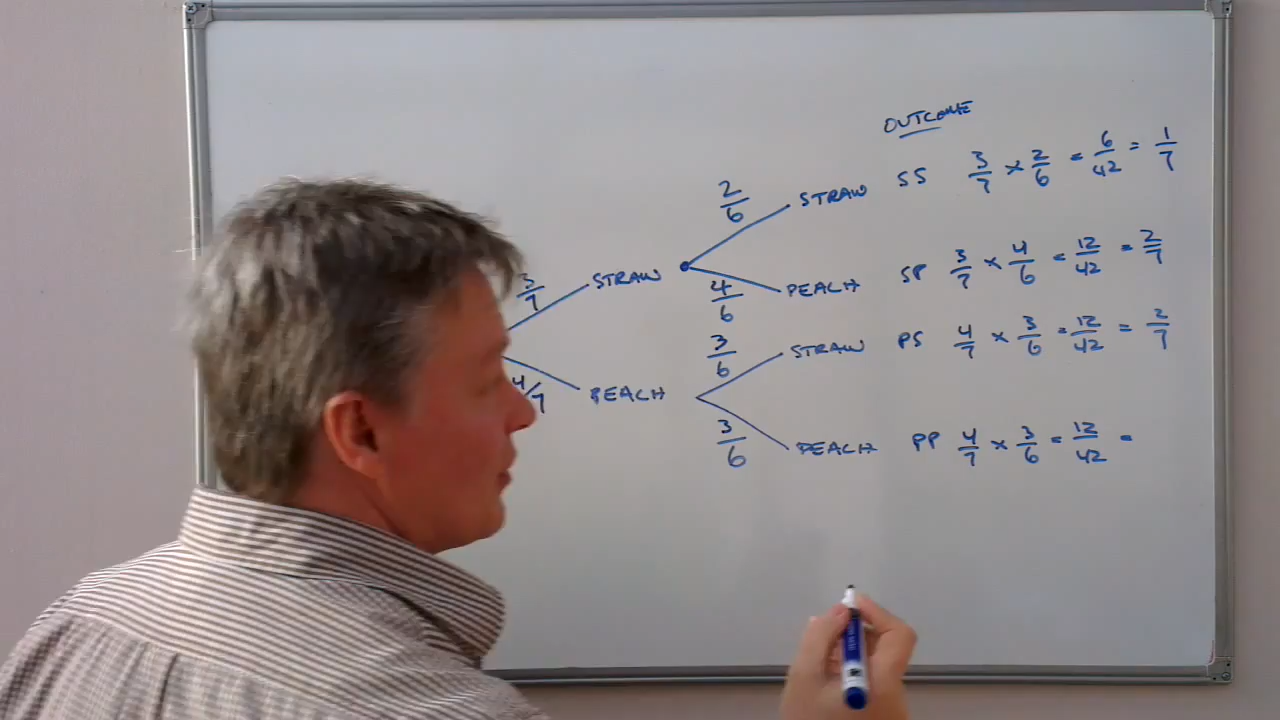 OUTCOME
2/6 STRAW SS 3/7 × 2/6 = 6/42 = 1/7
3/7 STRAW
4/6 PEACH SP 3/7 × 4/6 = 12/42 = 2/7
3/6 STRAW PS 4/7 × 3/6 = 12/42 = 2/7
4/7 PEACH
3/6 PEACH PP 4/7 × 3/6 = 12/42 =